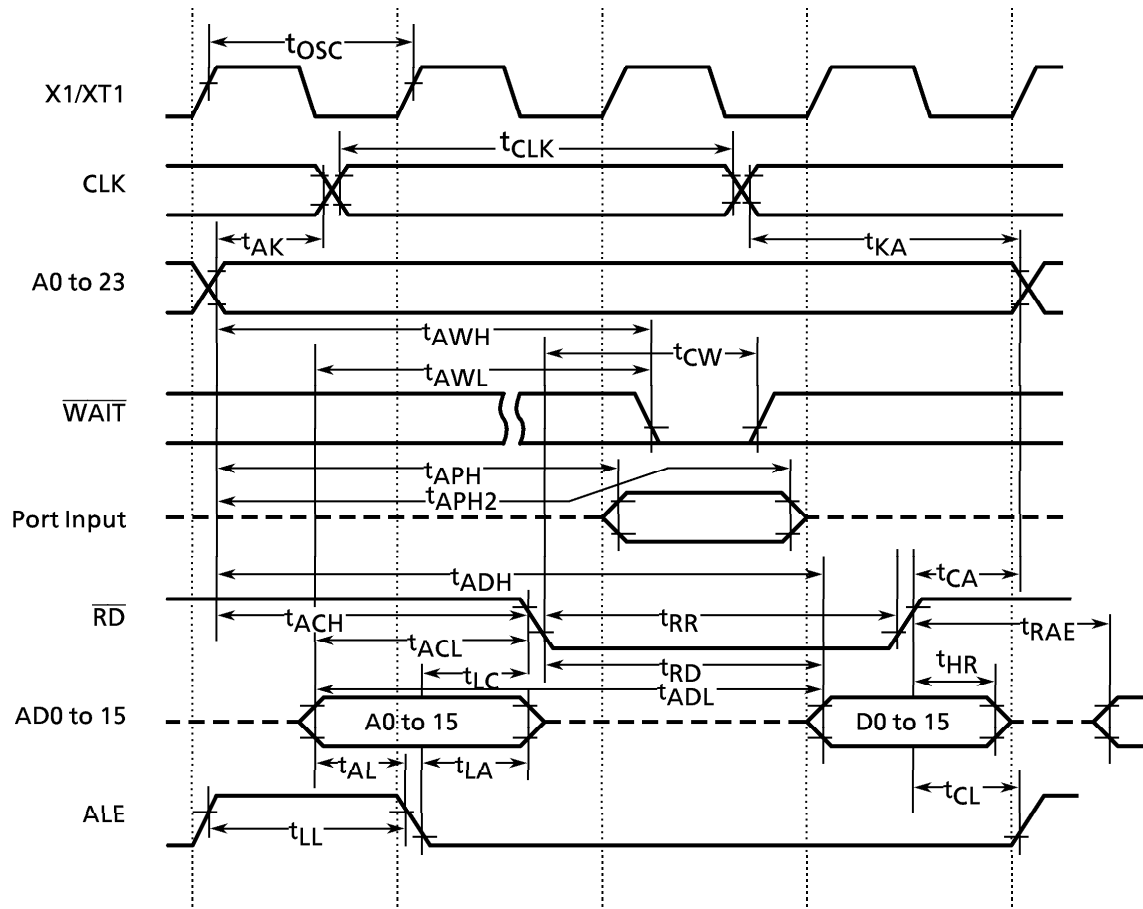 tOSC
X1/XT1
tCLK
CLK
tAK
tKA
A0 to 23
tAWH
tCW
tAWL
WAIT
tAPH
tAPH2
Port Input
tADH
tCA
RD
tACH
tRR
tRAE
tACL
tLC
tRD
tHR
tADL
AD0 to 15
A0 to 15
D0 to 15
tAL
tLA
tCL
ALE
tLL